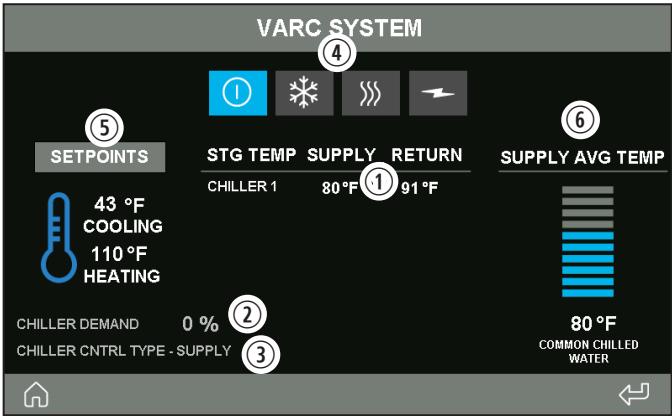 VARC SYSTEM
④
⑤
⑥
SETPOINTS
STG TEMP SUPPLY RETURN
SUPPLY AVG TEMP
CHILLER 1 80°F ① 91°F
43 °F
COOLING
110°F
HEATING
CHILLER DEMAND 0 % ②
CHILLER CNTRL TYPE - SUPPLY ③
80°F
COMMON CHILLED
WATER